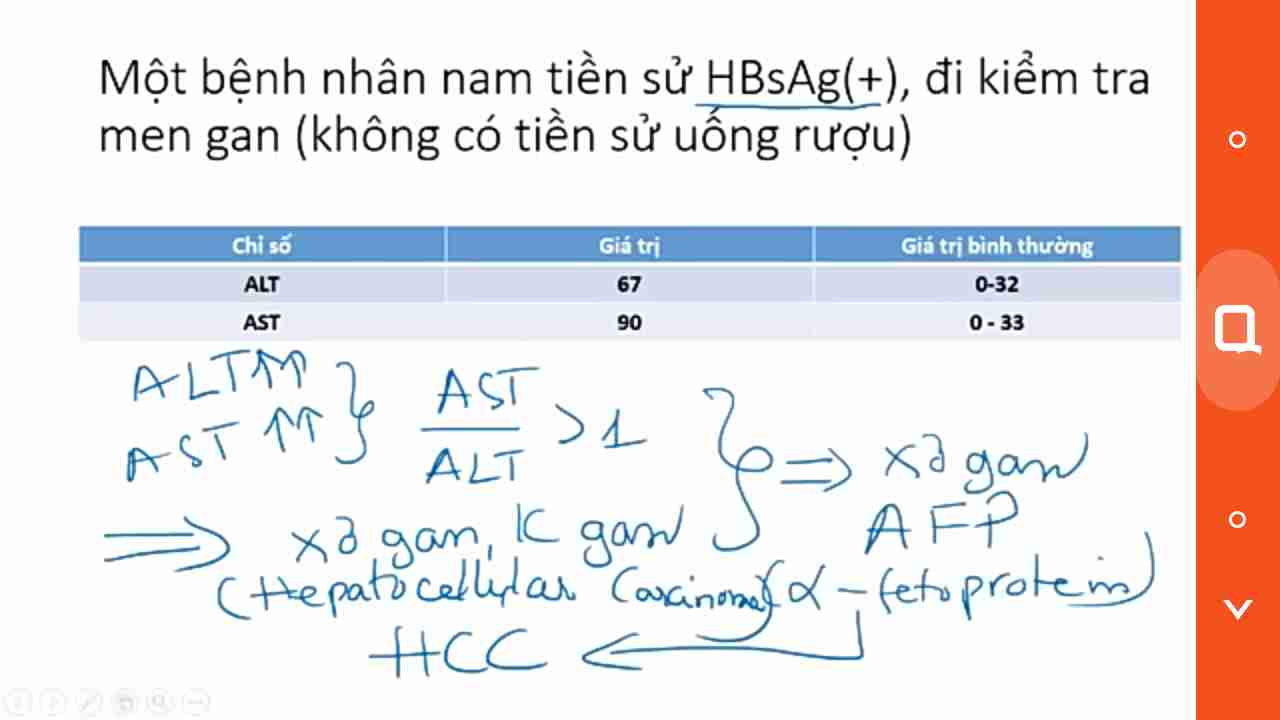 Một bệnh nhân nam tiền sử HBsAg(+), đi kiểm tra
men gan (không có tiền sử uống rượu)
Chỉ số Giá trị Giá trị bình thường
ALT 67 0-32
AST 90 0 - 33
ALT↑↑
AST ↑↑
AST
ALT
> 1
⇒ xơ gan
⇒ xơ gan, K gan
AFP
(Hepatocellular Carcinoma) (α-fetoprotein)
HCC